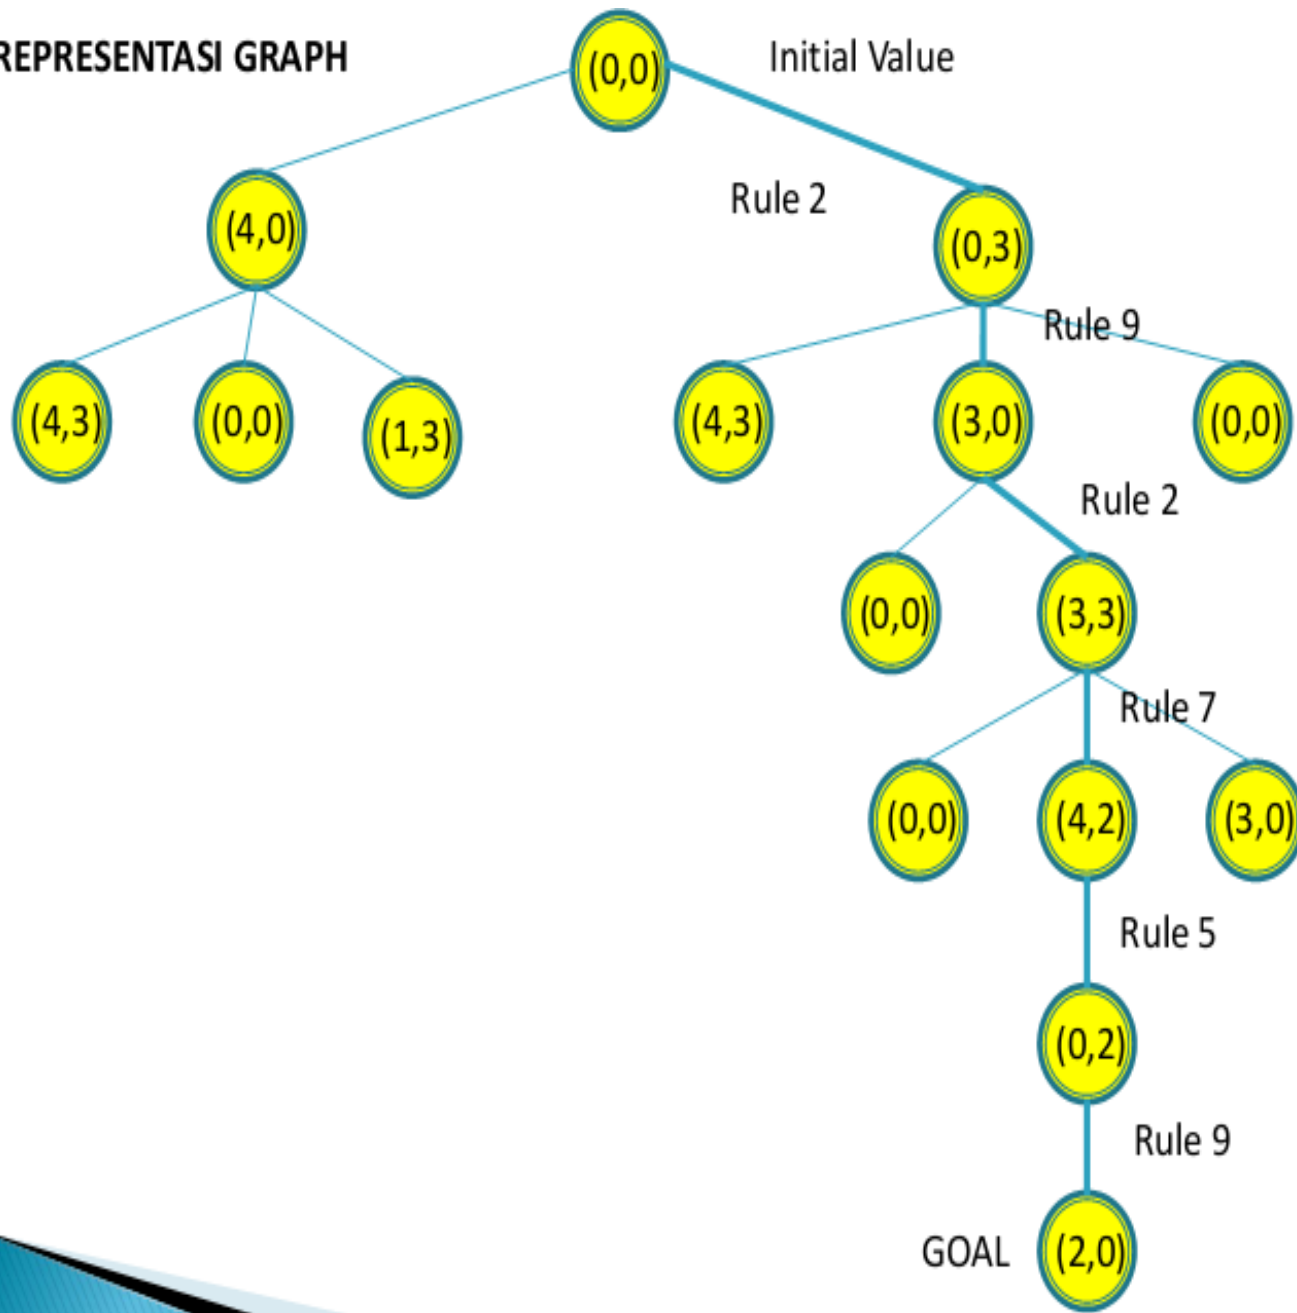 REPRESENTASI GRAPH
(0,0)
Initial Value
Rule 2
(4,0)
(0,3)
Rule 9
(4,3)
(0,0)
(1,3)
(4,3)
(3,0)
(0,0)
Rule 2
(0,0)
(3,3)
Rule 7
(0,0)
(4,2)
(3,0)
Rule 5
(0,2)
Rule 9
GOAL
(2,0)